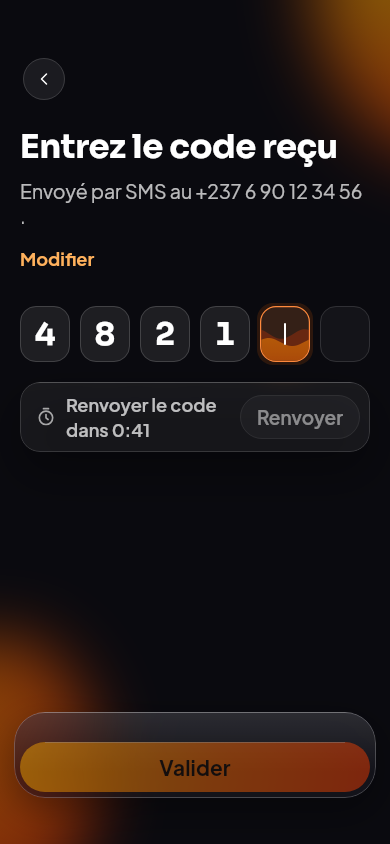 Entrez le code reçu
Envoyé par SMS au +237 6 90 12 34 56
.
Modifier
4 8 2 1
Renvoyer le code
dans 0:41
Renvoyer
Valider